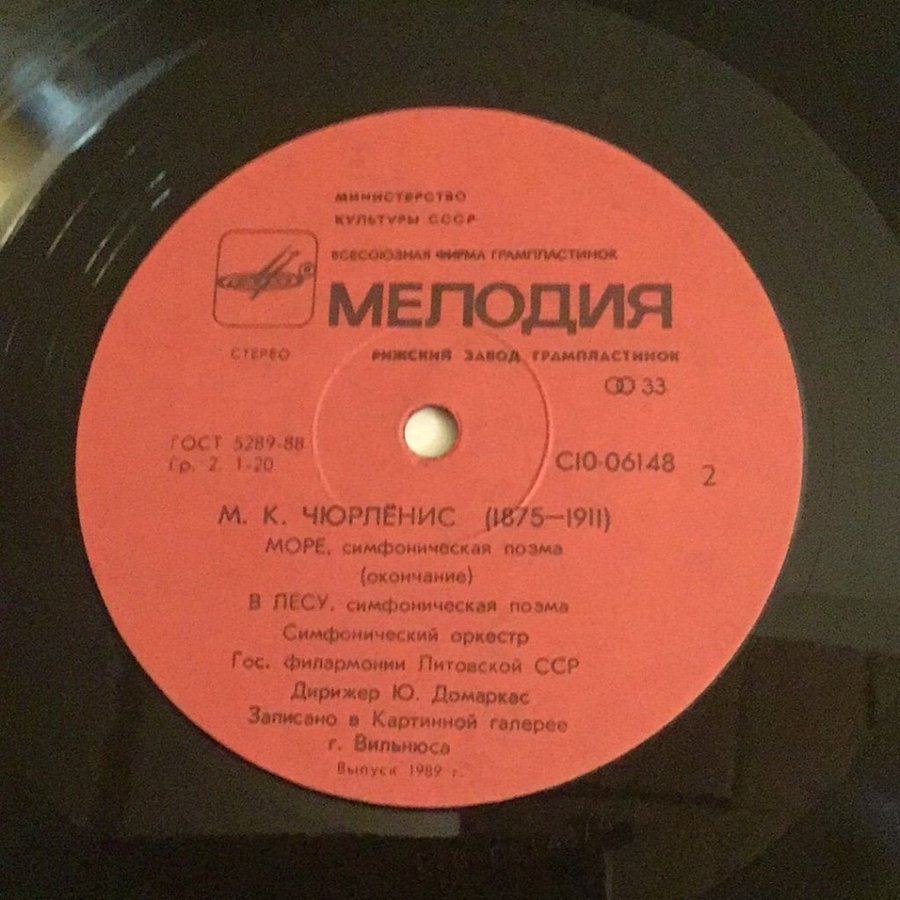 МИНИСТЕРСТВО
КУЛЬТУРЫ СССР
ВСЕСОЮЗНАЯ ФИРМА ГРАМПЛАСТИНОК
МЕЛОДИЯ
СТЕРЕО
РИЖСКИЙ ЗАВОД ГРАМПЛАСТИНОК
33
ГОСТ 5289-88
Гр. 2. 1-20
С10-06148
2
М. К. ЧЮРЛЁНИС (1875—1911)
МОРЕ, симфоническая поэма
(окончание)
В ЛЕСУ, симфоническая поэма
Симфонический оркестр
Гос. филармонии Литовской ССР
Дирижер Ю. Домаркас
Записано в Картинной галерее
г. Вильнюса
Выпуск 1989 г.